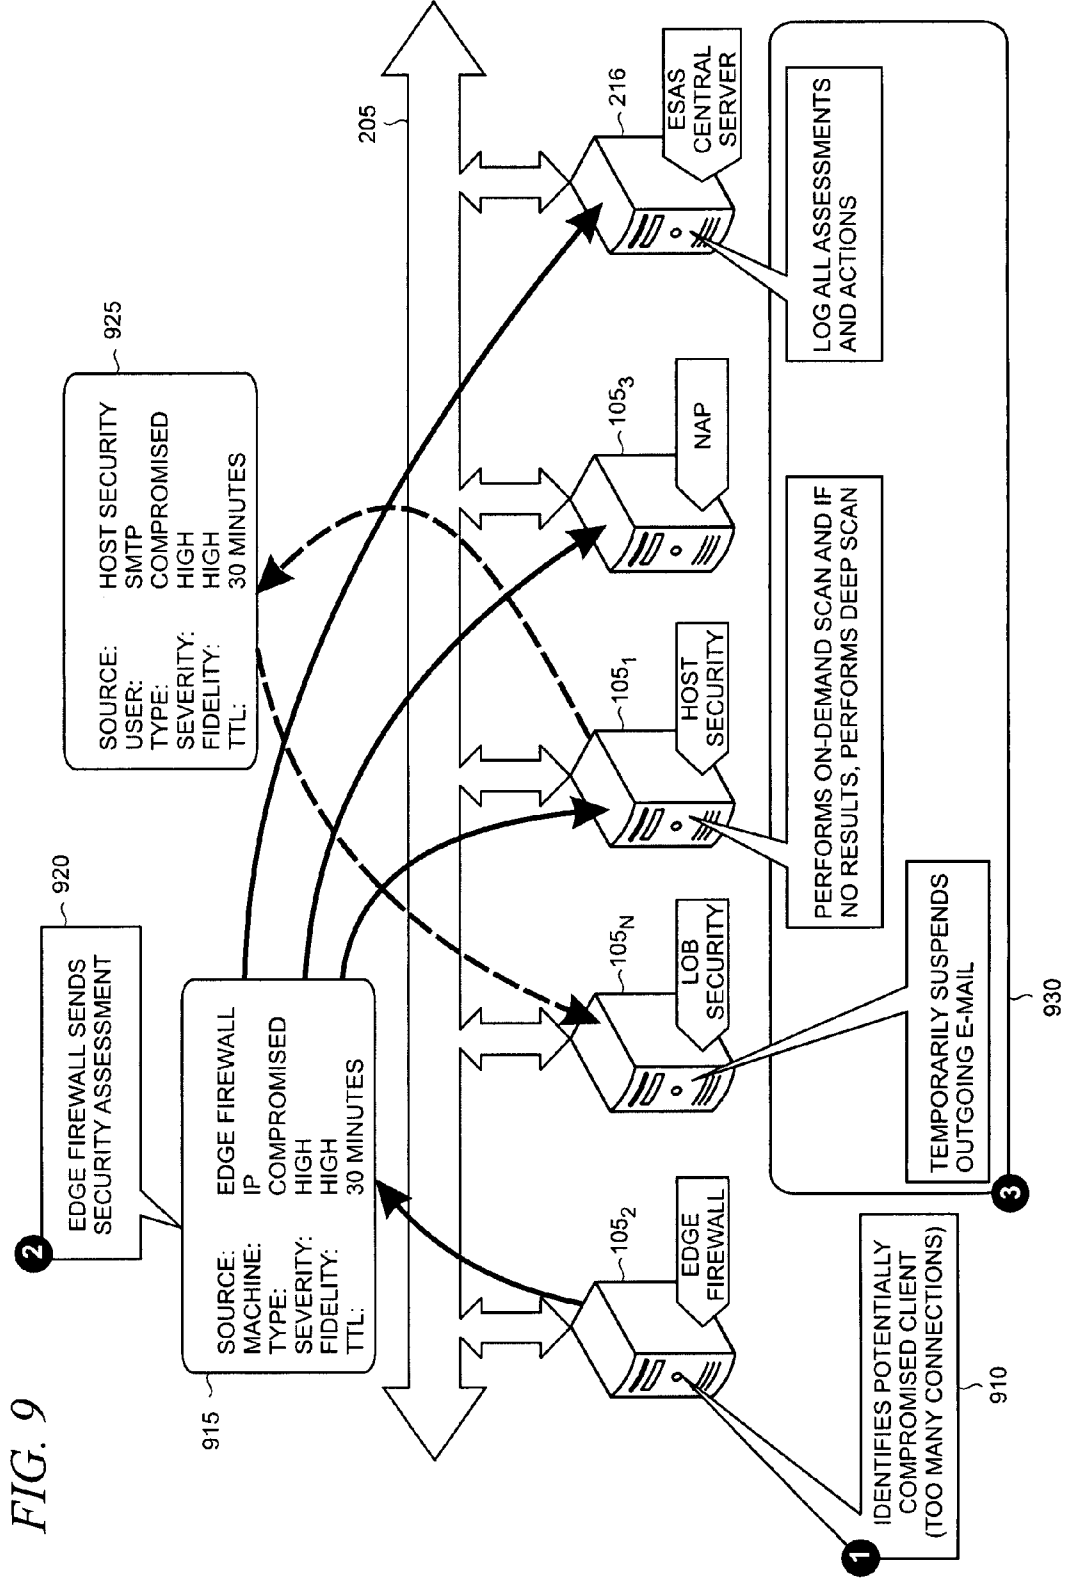 FIG. 9
2
EDGE FIREWALL SENDS
SECURITY ASSESSMENT
920
915
SOURCE: EDGE FIREWALL
MACHINE: IP
TYPE: COMPROMISED
SEVERITY: HIGH
FIDELITY: HIGH
TTL: 30 MINUTES
925
SOURCE: HOST SECURITY
USER: SMTP
TYPE: COMPROMISED
SEVERITY: HIGH
FIDELITY: HIGH
TTL: 30 MINUTES
205
105₂
EDGE
FIREWALL
105N
LOB
SECURITY
105₁
HOST
SECURITY
105₃
NAP
216
ESAS
CENTRAL
SERVER
1
IDENTIFIES POTENTIALLY
COMPROMISED CLIENT
(TOO MANY CONNECTIONS)
910
3
TEMPORARILY SUSPENDS
OUTGOING E-MAIL
PERFORMS ON-DEMAND SCAN AND IF
NO RESULTS, PERFORMS DEEP SCAN
LOG ALL ASSESSMENTS
AND ACTIONS
930